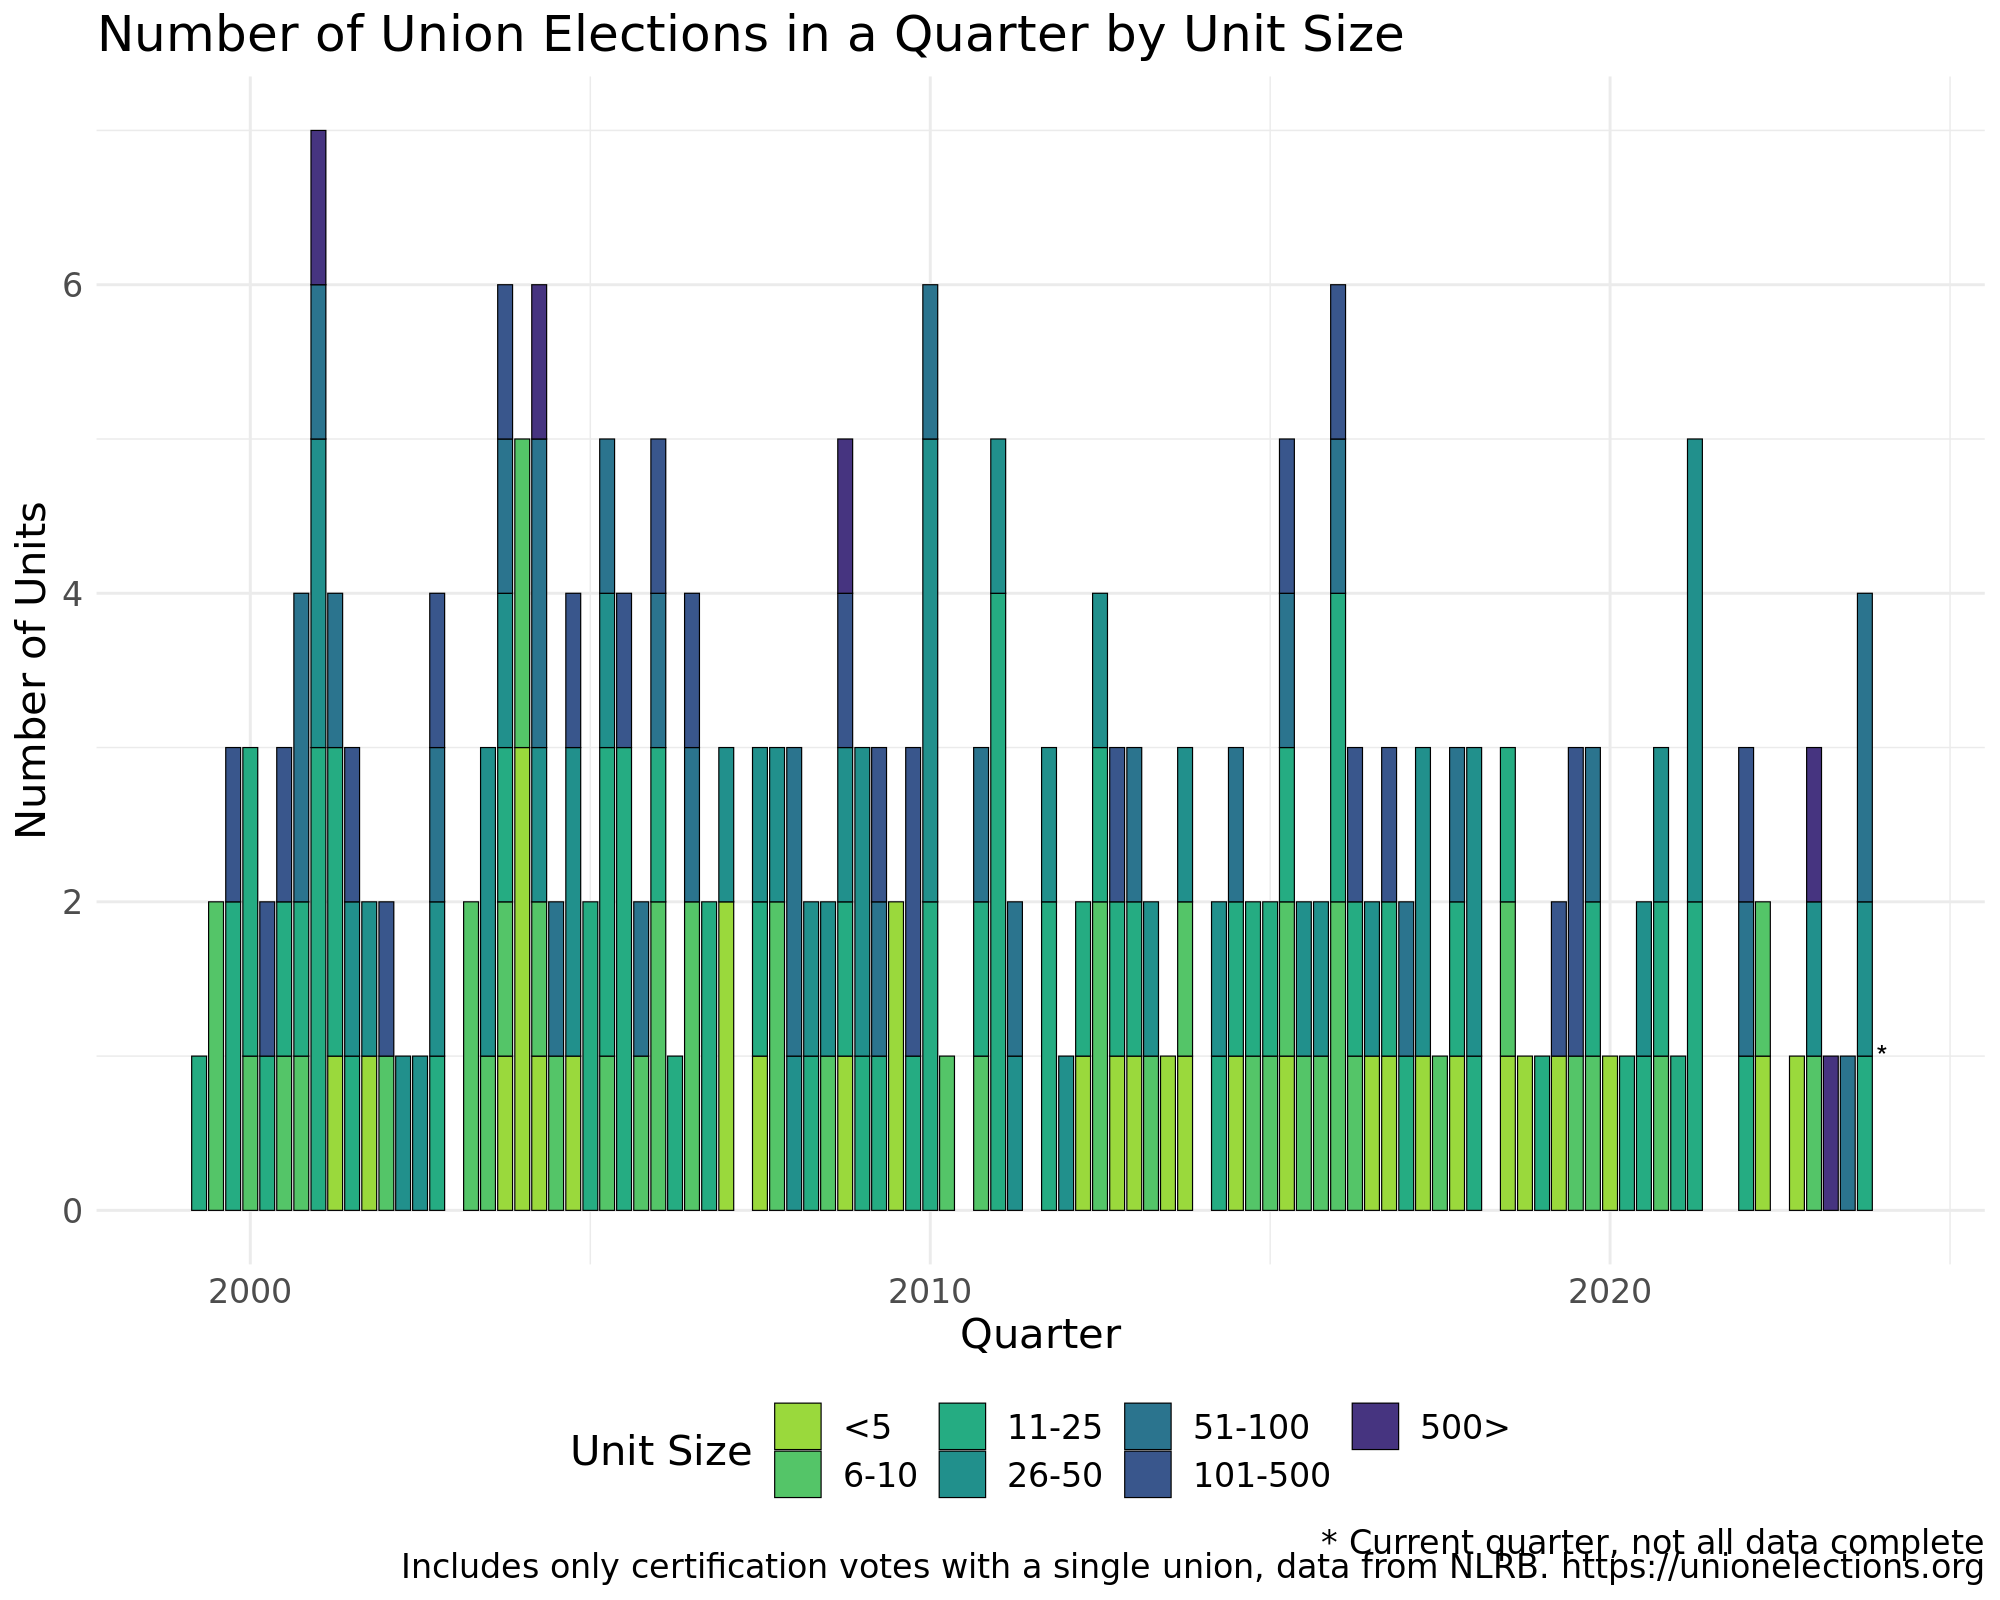 Number of Union Elections in a Quarter by Unit Size
Number of Units
6
4
2
0
*
2000 2010 2020
Quarter
Unit Size
<5 11-25 51-100 500>
6-10 26-50 101-500
* Current quarter, not all data complete
Includes only certification votes with a single union, data from NLRB. https://unionelections.org